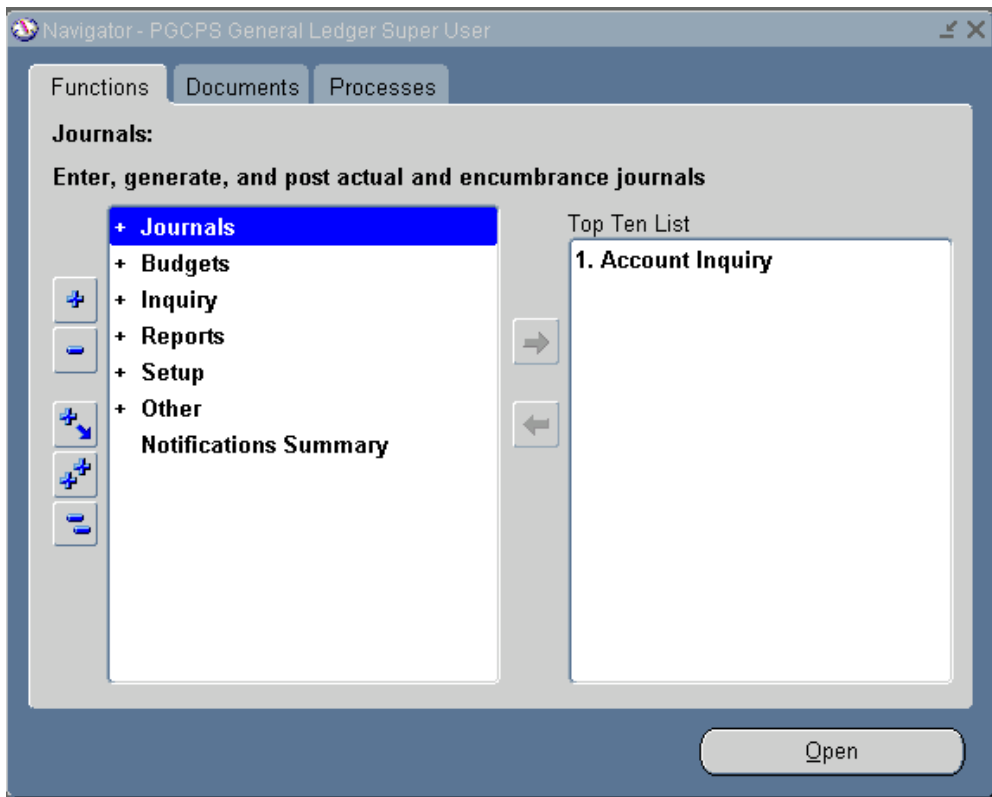 Navigator - PGCPS General Ledger Super User
Functions Documents Processes
Journals:
Enter, generate, and post actual and encumbrance journals
+ Journals
+ Budgets
+ Inquiry
+ Reports
+ Setup
+ Other
Notifications Summary
Top Ten List
1. Account Inquiry
Open